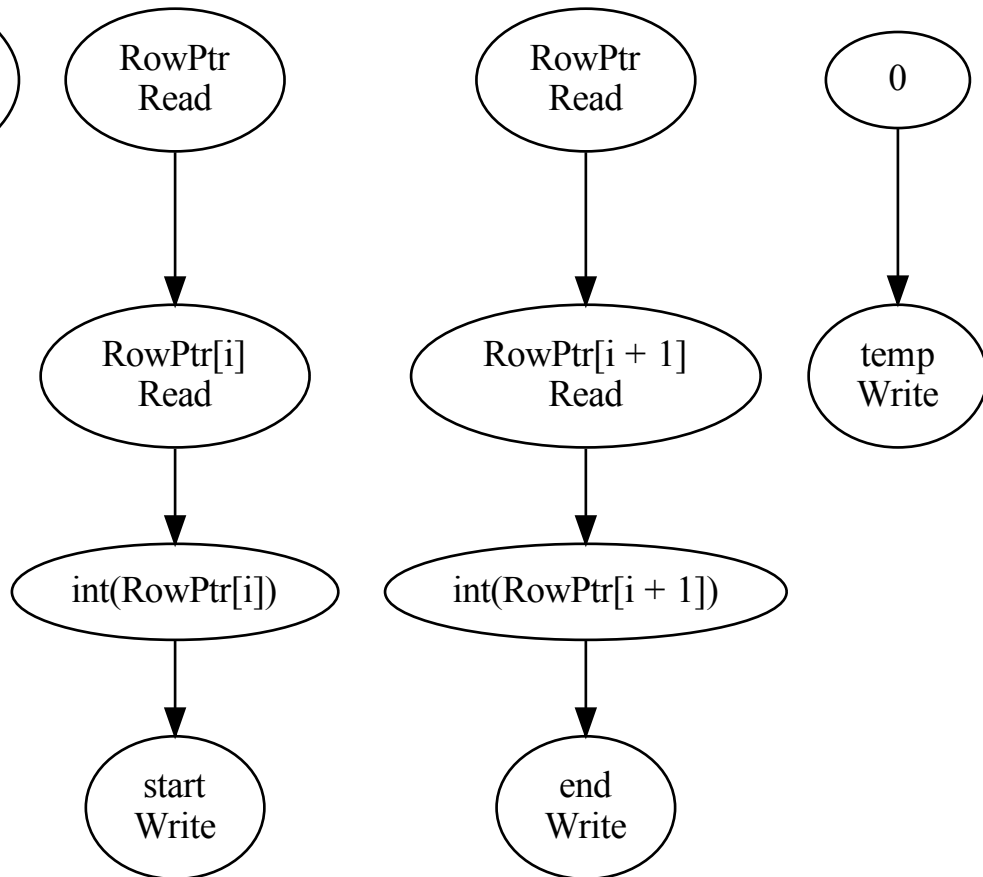 RowPtr
Read
RowPtr
Read
0
RowPtr[i]
Read
RowPtr[i + 1]
Read
temp
Write
int(RowPtr[i])
int(RowPtr[i + 1])
start
Write
end
Write